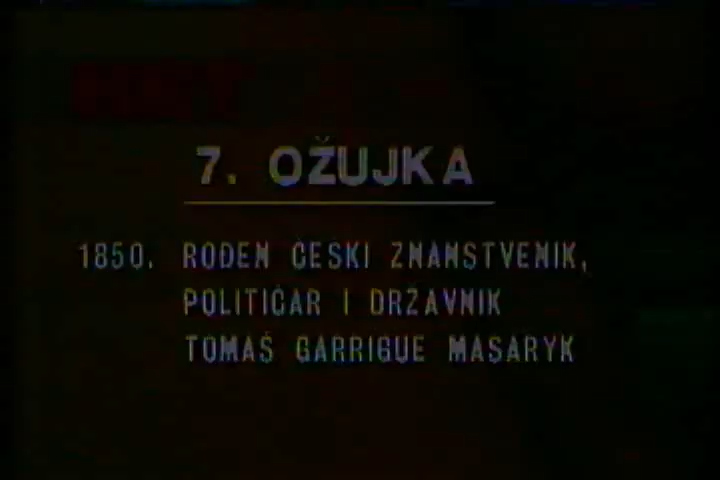 7. OŽUJKA
1850. ROĐEN ČEŠKI ZNANSTVENIK,
POLITIČAR I DRŽAVNIK
TOMAŠ GARRIGUE MASARYK